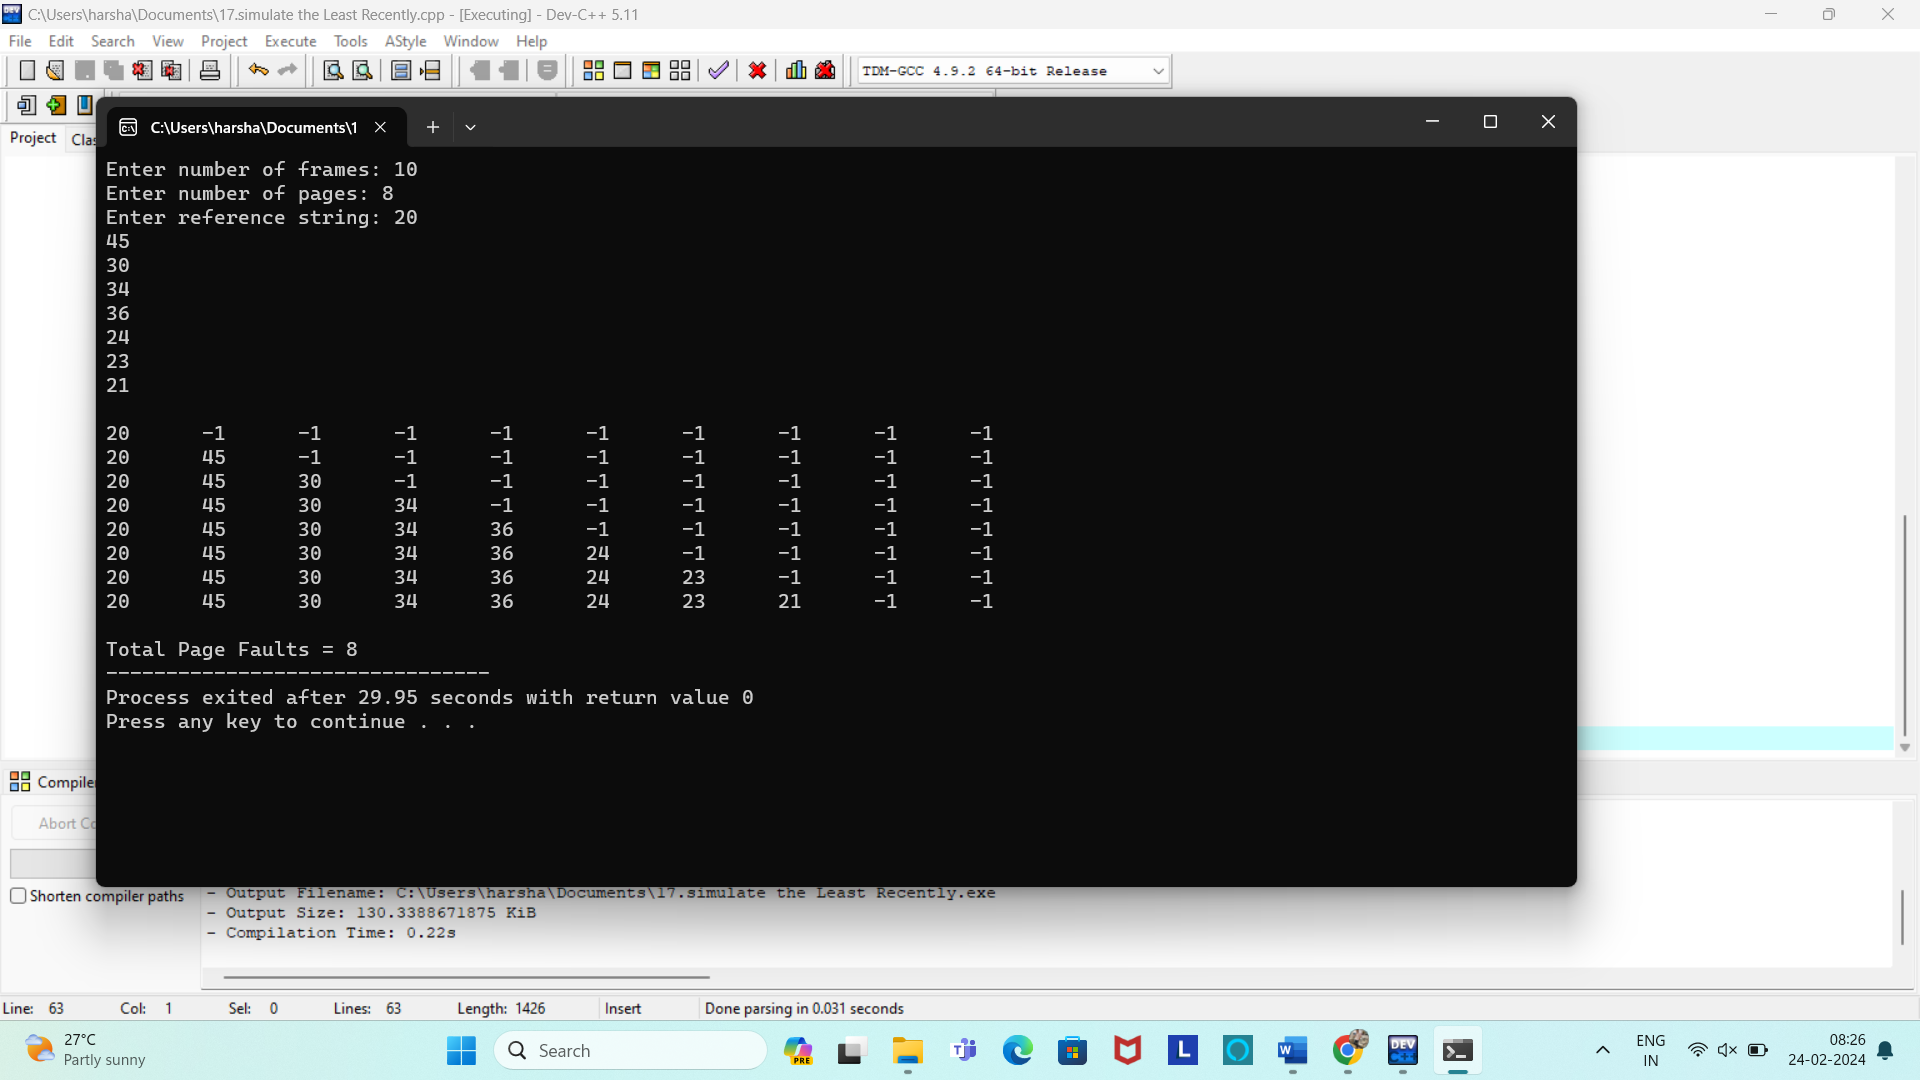 C:\Users\harsha\Documents\17.simulate the Least Recently.cpp - [Executing] - Dev-C++ 5.11
File Edit Search View Project Execute Tools AStyle Window Help
TDM-GCC 4.9.2 64-bit Release
Project Clas
C:\Users\harsha\Documents\1
Enter number of frames: 10
Enter number of pages: 8
Enter reference string: 20
45
30
34
36
24
23
21
20 -1 -1 -1 -1 -1 -1 -1 -1 -1
20 45 -1 -1 -1 -1 -1 -1 -1 -1
20 45 30 -1 -1 -1 -1 -1 -1 -1
20 45 30 34 -1 -1 -1 -1 -1 -1
20 45 30 34 36 -1 -1 -1 -1 -1
20 45 30 34 36 24 -1 -1 -1 -1
20 45 30 34 36 24 23 -1 -1 -1
20 45 30 34 36 24 23 21 -1 -1
Total Page Faults = 8
--------------------------------
Process exited after 29.95 seconds with return value 0
Press any key to continue . . .
Compiler
Abort Co
Shorten compiler paths
- Output Filename: C:\Users\harsha\Documents\17.simulate the Least Recently.exe
- Output Size: 130.3388671875 KiB
- Compilation Time: 0.22s
Line: 63 Col: 1 Sel: 0 Lines: 63 Length: 1426 Insert Done parsing in 0.031 seconds
27°C
Partly sunny
Search
PRE
L
W
DEV
C++
ENG
IN
08:26
24-02-2024